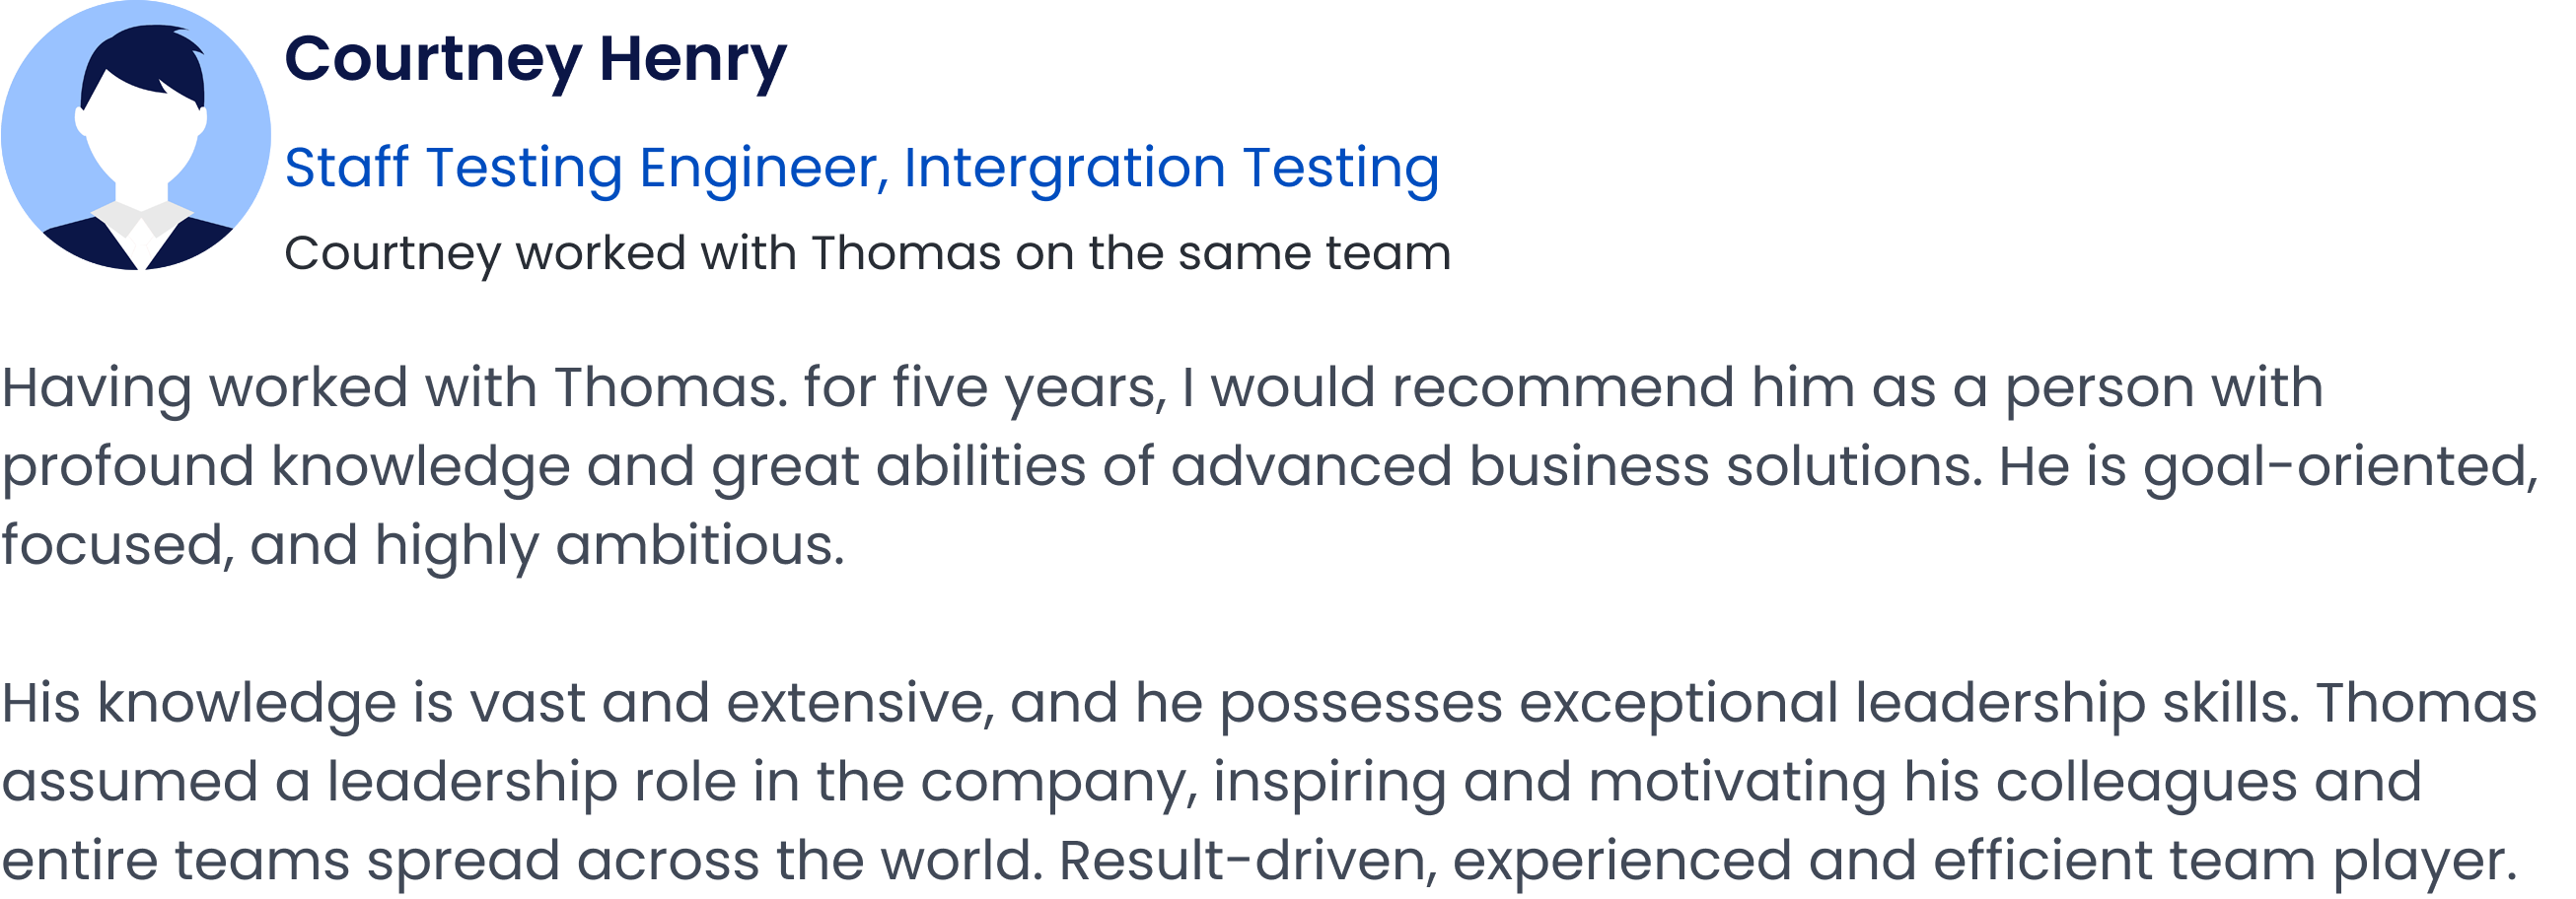 Courtney Henry
Staff Testing Engineer, Intergration Testing
Courtney worked with Thomas on the same team
Having worked with Thomas. for five years, I would recommend him as a person with
profound knowledge and great abilities of advanced business solutions. He is goal-oriented,
focused, and highly ambitious.
His knowledge is vast and extensive, and he possesses exceptional leadership skills. Thomas
assumed a leadership role in the company, inspiring and motivating his colleagues and
entire teams spread across the world. Result-driven, experienced and efficient team player.